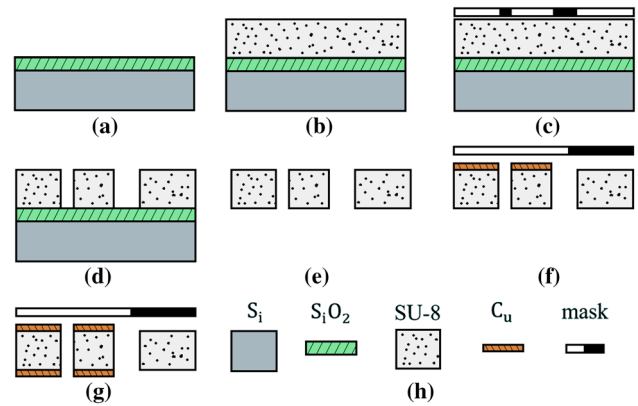 (a)
(b)
(c)
(d)
(e)
(f)
(g)
Si SiO2 SU-8 Cu mask
(h)